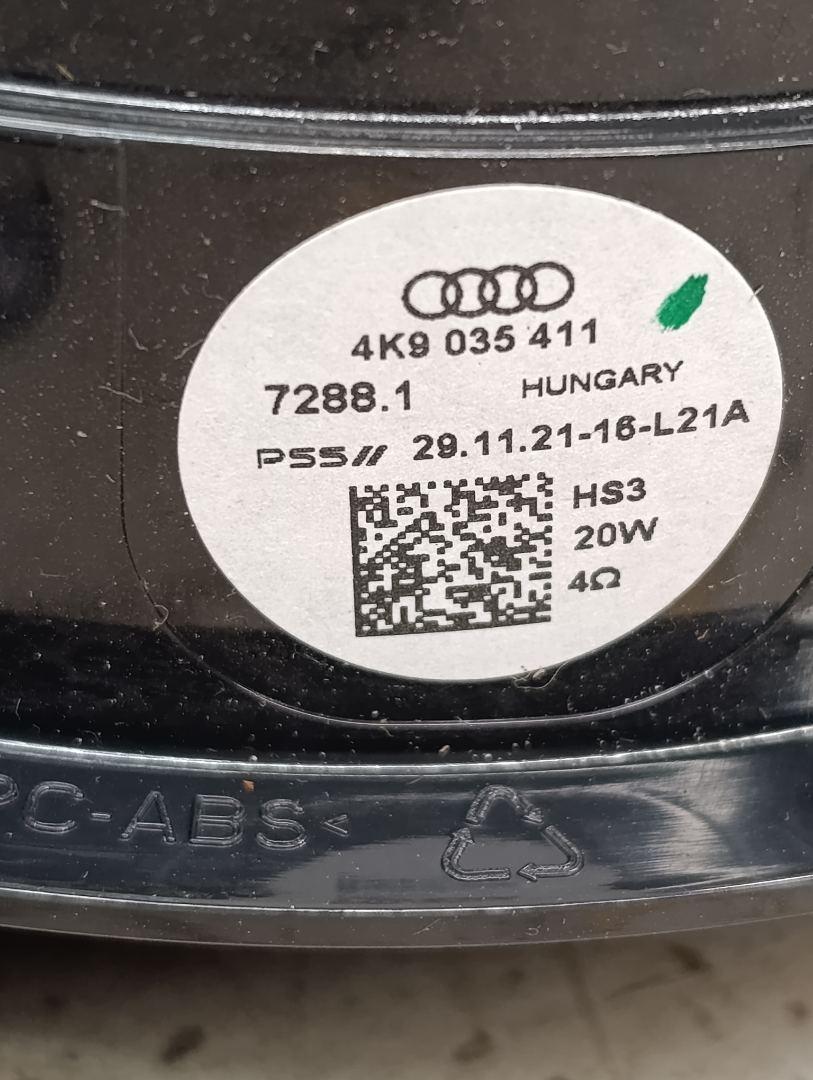 4K9 035 411
7288.1 HUNGARY
PSS 29.11.21-16-L21A
HS3
20W
4Ω
PC-ABS<